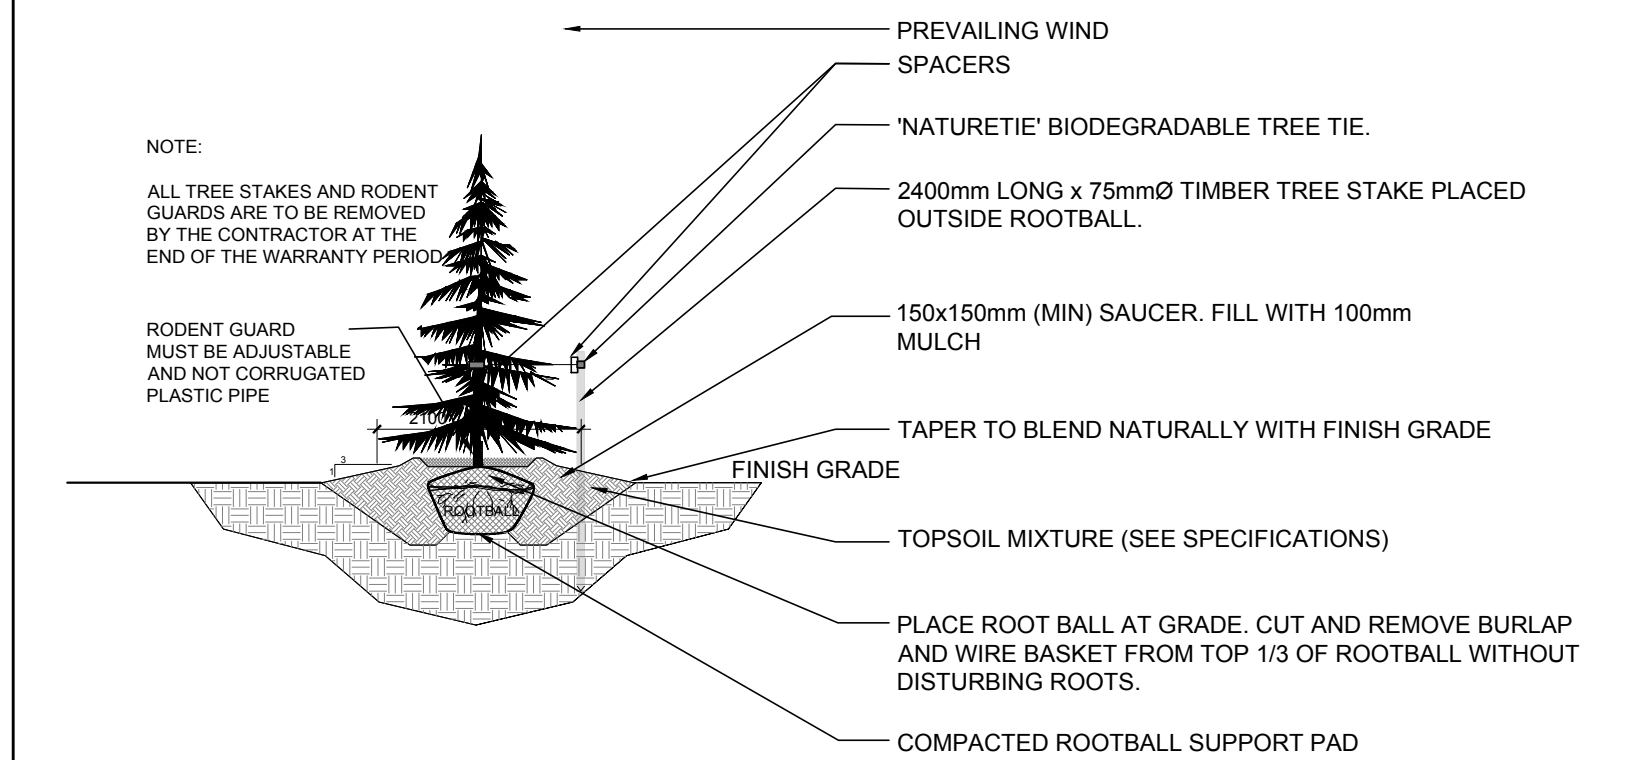 PREVAILING WIND
SPACERS
'NATURETIE' BIODEGRADABLE TREE TIE.
2400mm LONG x 75mmØ TIMBER TREE STAKE PLACED
OUTSIDE ROOTBALL.
150x150mm (MIN) SAUCER. FILL WITH 100mm
MULCH
TAPER TO BLEND NATURALLY WITH FINISH GRADE
FINISH GRADE
TOPSOIL MIXTURE (SEE SPECIFICATIONS)
PLACE ROOT BALL AT GRADE. CUT AND REMOVE BURLAP
AND WIRE BASKET FROM TOP 1/3 OF ROOTBALL WITHOUT
DISTURBING ROOTS.
COMPACTED ROOTBALL SUPPORT PAD
NOTE:
ALL TREE STAKES AND RODENT
GUARDS ARE TO BE REMOVED
BY THE CONTRACTOR AT THE
END OF THE WARRANTY PERIOD
RODENT GUARD
MUST BE ADJUSTABLE
AND NOT CORRUGATED
PLASTIC PIPE
2100
3
1
ROOTBALL